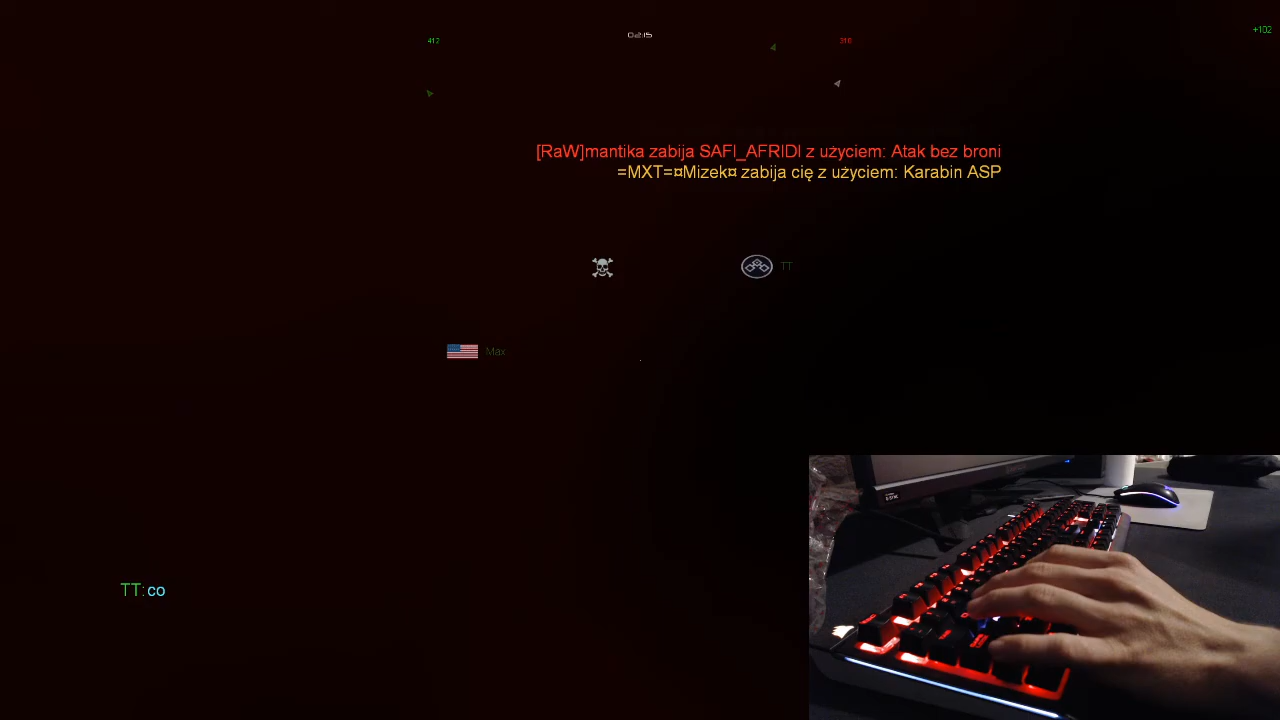 412
02:15
316
+102
[RaW]mantika zabija SAFI_AFRIDI z użyciem: Atak bez broni
=MXT=¤Mizek¤ zabija cię z użyciem: Karabin ASP
TT
Max
TT:co